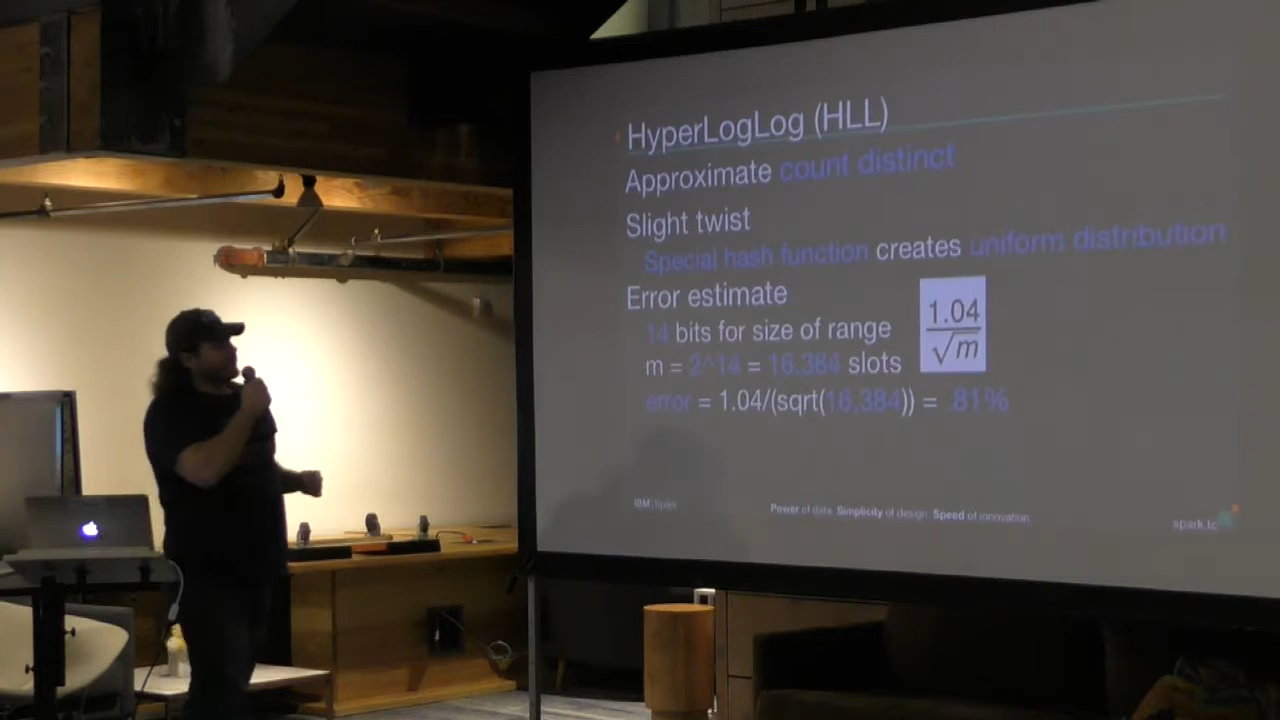 HyperLogLog (HLL)
Approximate count distinct
Slight twist
Special hash function creates uniform distribution
Error estimate
14 bits for size of range
m = 2^14 = 16,384 slots
error = 1.04/(sqrt(16,384)) = .81%
1.04
√m
IBM | Spark
Power of data. Simplicity of design. Speed of innovation.
spark.tc